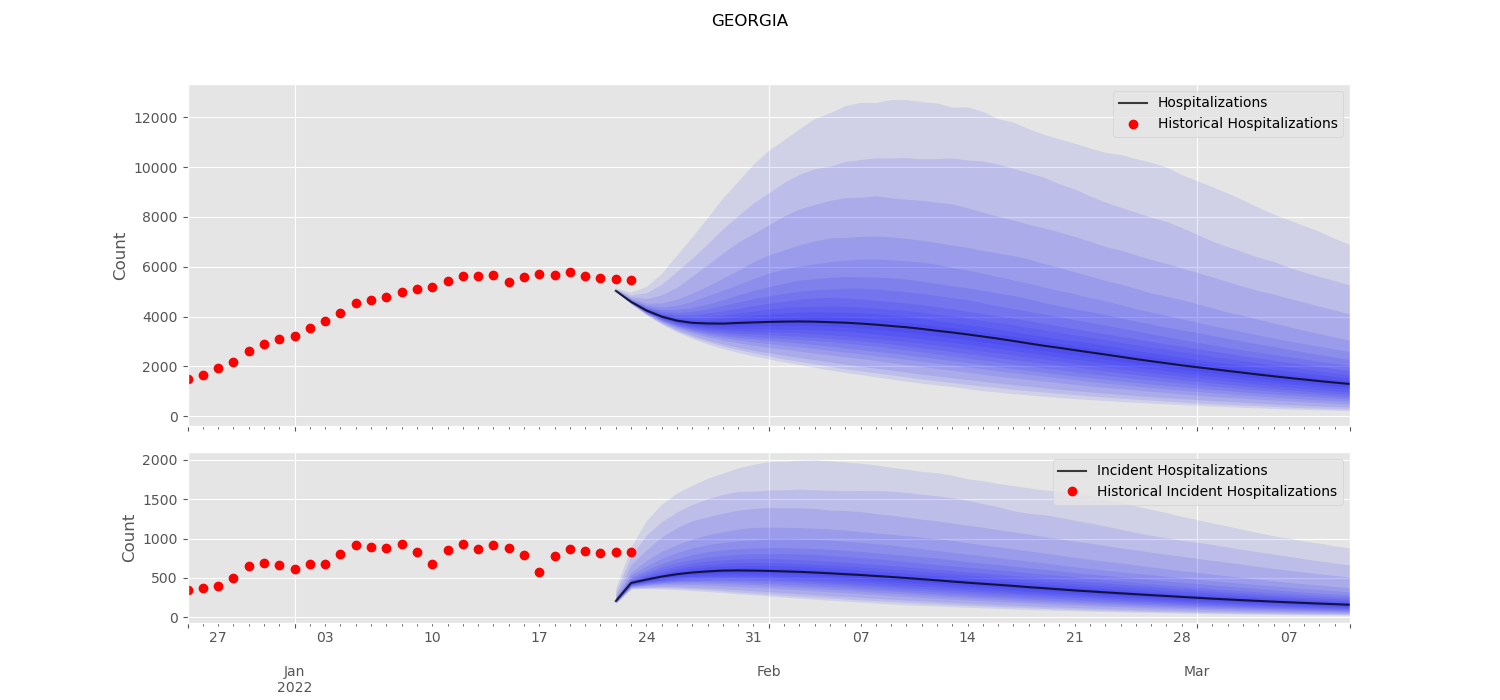 GEORGIA
Hospitalizations
Historical Hospitalizations
Count
12000
10000
8000
6000
4000
2000
0
Incident Hospitalizations
Historical Incident Hospitalizations
Count
2000
1500
1000
500
0
27 03 10 17 24 31 07 14 21 28 07
Jan Feb Mar
2022